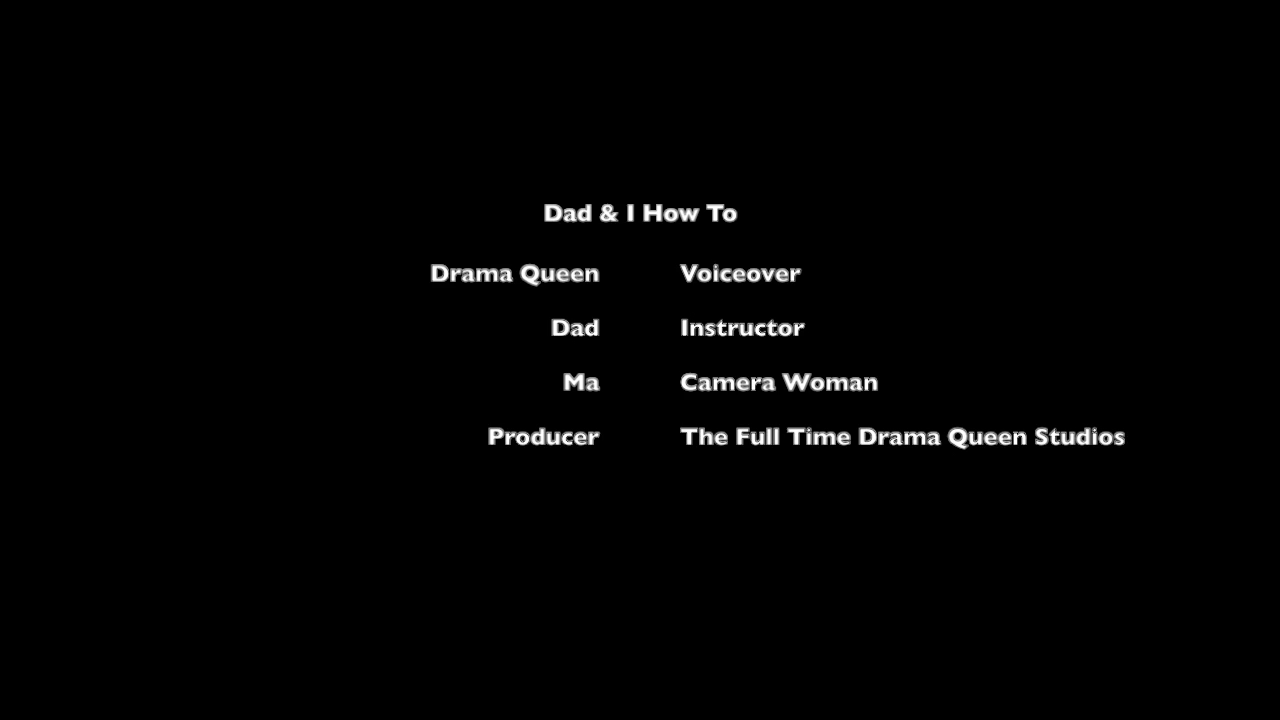 Dad & I How To
Drama Queen Voiceover
Dad Instructor
Ma Camera Woman
Producer The Full Time Drama Queen Studios